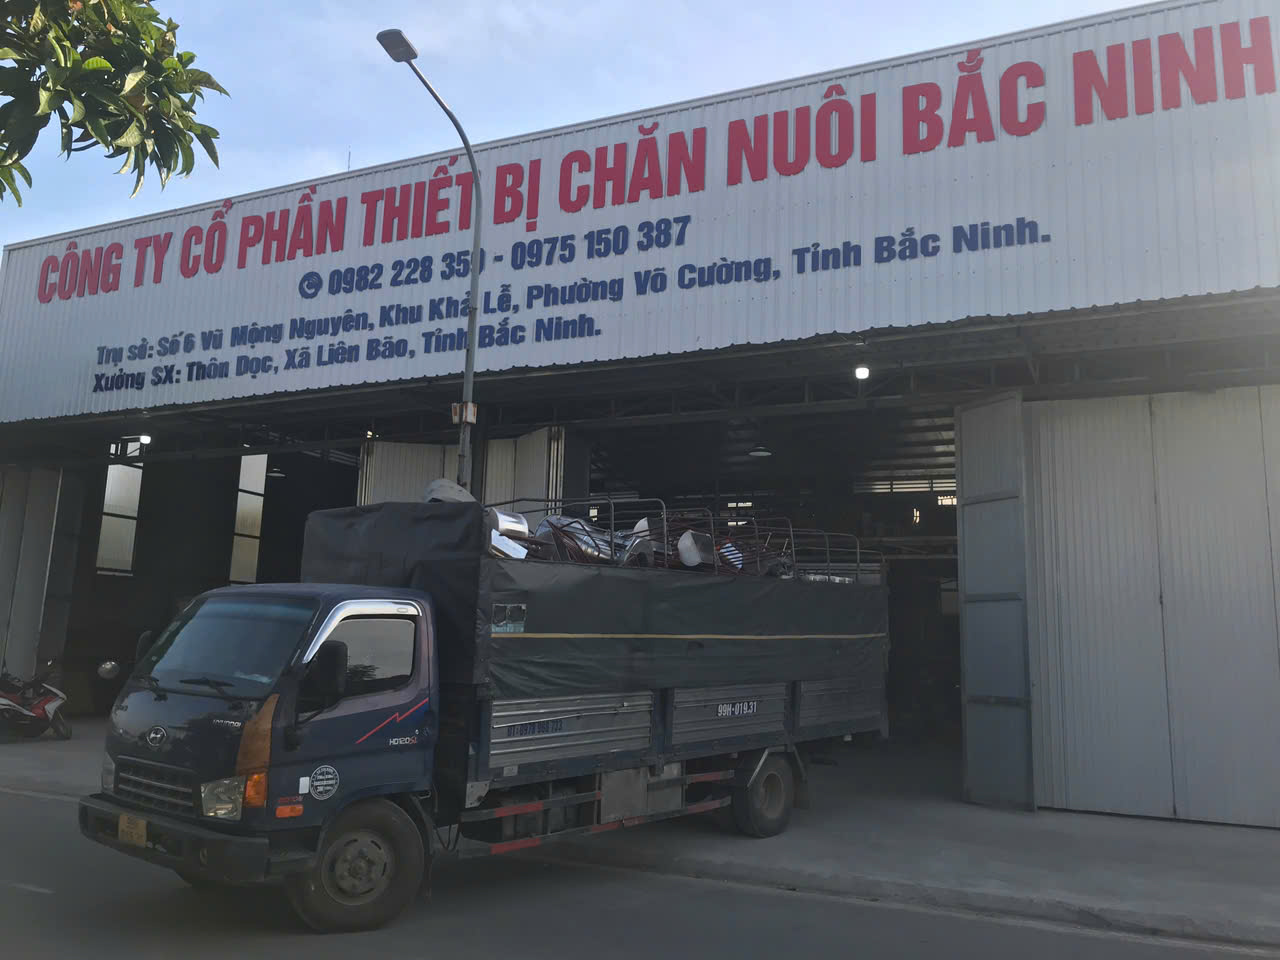 CÔNG TY CỔ PHẦN THIẾT BỊ CHĂN NUÔI BẮC NINH
0982 228 359 - 0975 150 387
Trụ sở: Số 6 Vũ Mộng Nguyên, Khu Khả Lễ, Phường Võ Cường, Tỉnh Bắc Ninh.
Xưởng SX: Thôn Dọc, Xã Liên Bão, Tỉnh Bắc Ninh.
99H-019.31
HYUNDAI